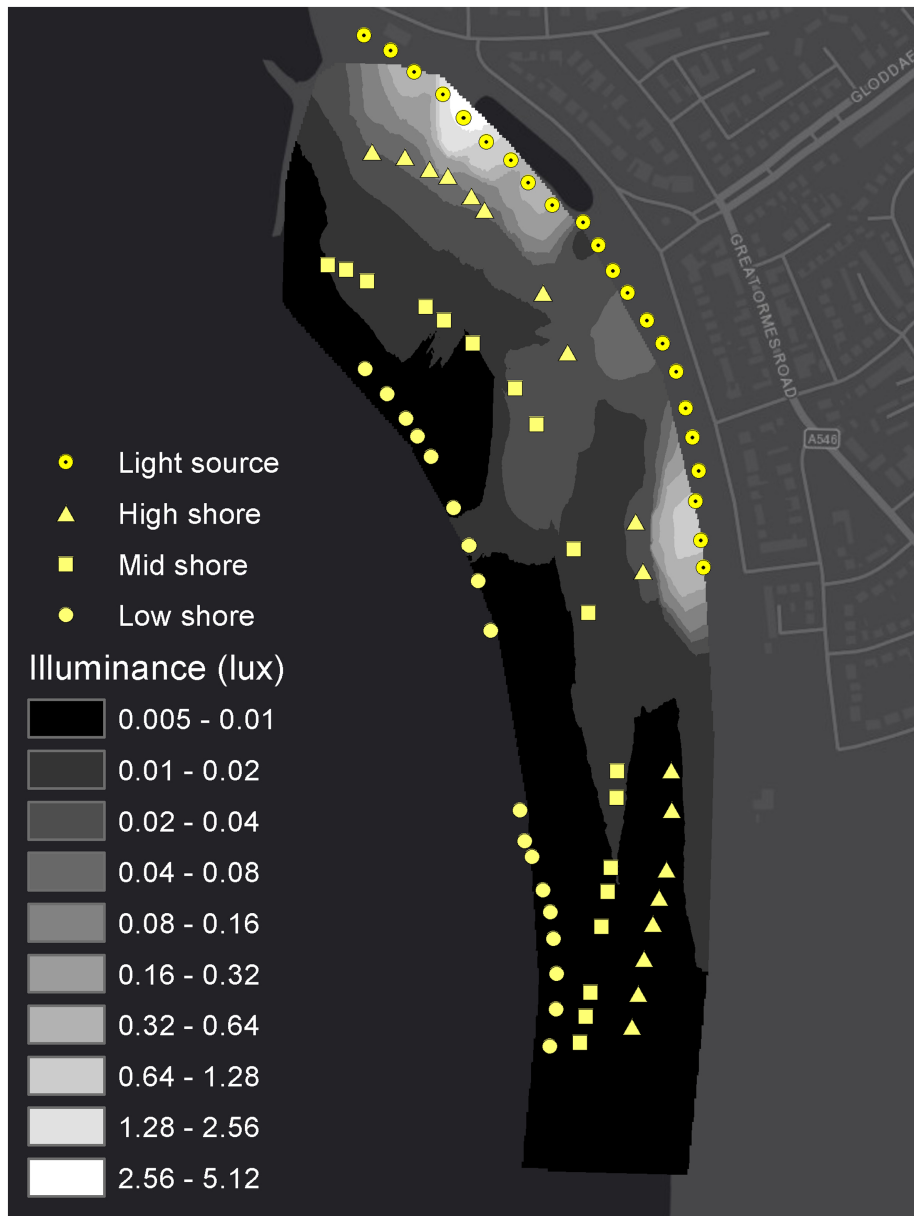 GLODDAE
GREAT ORMES ROAD
A546
Light source
High shore
Mid shore
Low shore
Illuminance (lux)
0.005 - 0.01
0.01 - 0.02
0.02 - 0.04
0.04 - 0.08
0.08 - 0.16
0.16 - 0.32
0.32 - 0.64
0.64 - 1.28
1.28 - 2.56
2.56 - 5.12